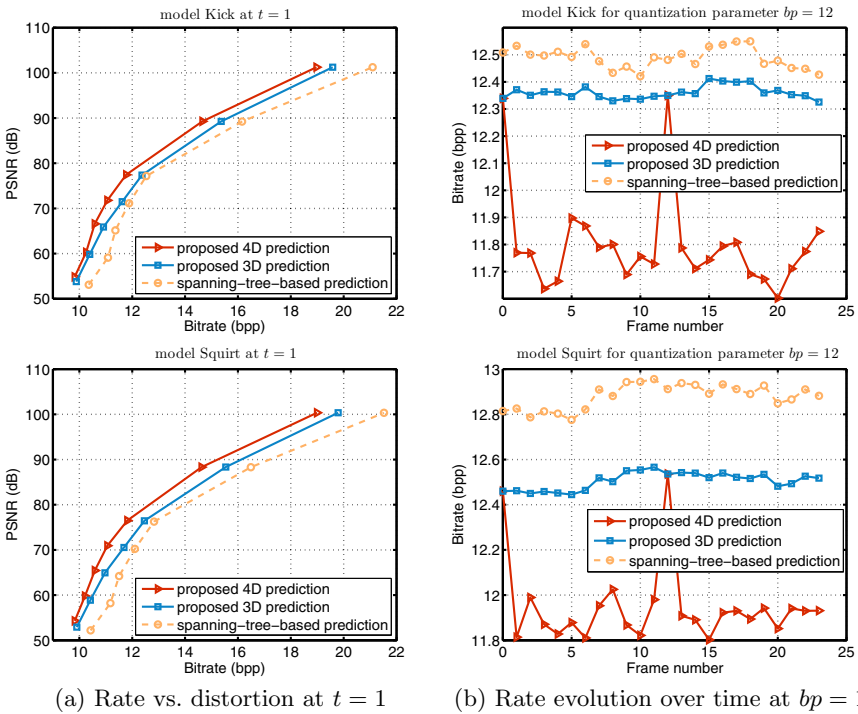 model Kick at t = 1
PSNR (dB)
110
100
90
80
70
60
50
10 12 14 16 18 20 22
Bitrate (bpp)
proposed 4D prediction
proposed 3D prediction
spanning−tree−based prediction
model Kick for quantization parameter bp = 12
Bitrate (bpp)
12.5
12.4
12.3
12.2
12.1
12
11.9
11.8
11.7
0 5 10 15 20 25
Frame number
proposed 4D prediction
proposed 3D prediction
spanning−tree−based prediction
model Squirt at t = 1
PSNR (dB)
110
100
90
80
70
60
50
10 12 14 16 18 20 22
Bitrate (bpp)
proposed 4D prediction
proposed 3D prediction
spanning−tree−based prediction
model Squirt for quantization parameter bp = 12
Bitrate (bpp)
13
12.8
12.6
12.4
12.2
12
11.8
0 5 10 15 20 25
Frame number
proposed 4D prediction
proposed 3D prediction
spanning−tree−based prediction
(a) Rate vs. distortion at t = 1
(b) Rate evolution over time at bp =